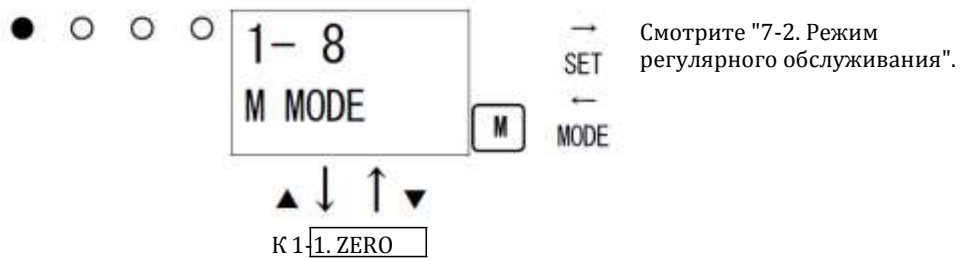 1- 8
M MODE
M
→
SET
←
MODE
Смотрите "7-2. Режим
регулярного обслуживания".
▲ ↓ ↑ ▼
К 1-1. ZERO